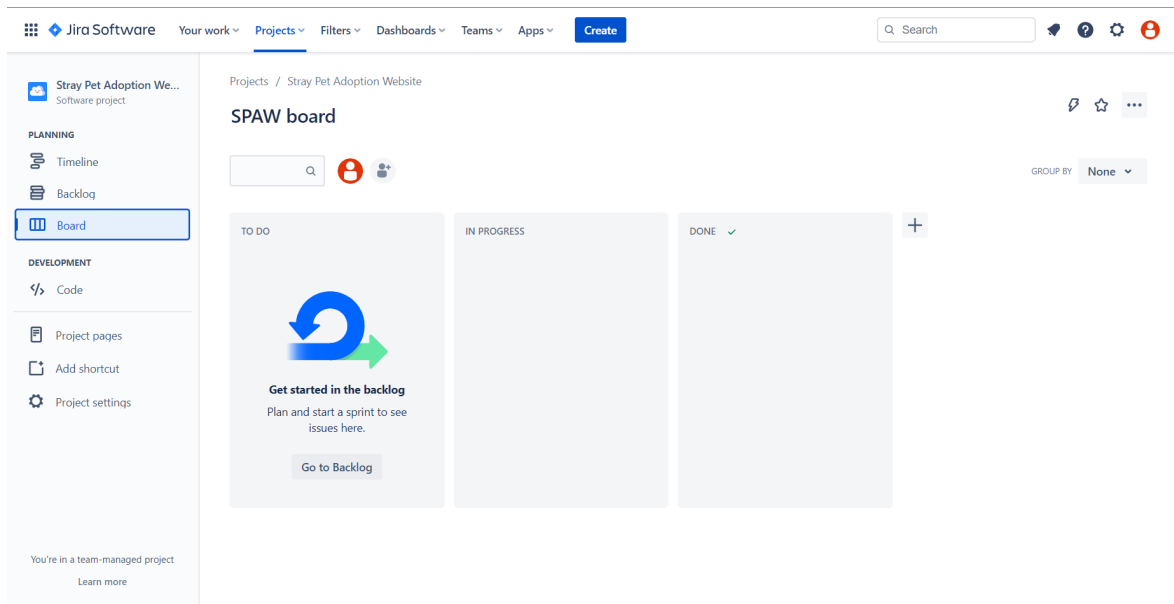 Jira Software
Your work
Projects
Filters
Dashboards
Teams
Apps
Create
Search
Stray Pet Adoption We...
Software project
PLANNING
Timeline
Backlog
Board
DEVELOPMENT
Code
Project pages
Add shortcut
Project settings
You're in a team-managed project
Learn more
Projects / Stray Pet Adoption Website
SPAW board
GROUP BY None
TO DO
Get started in the backlog
Plan and start a sprint to see
issues here.
Go to Backlog
IN PROGRESS
DONE